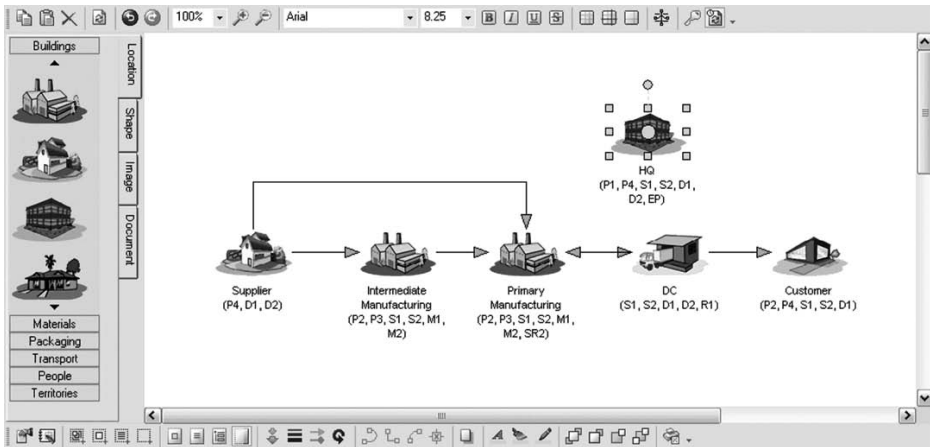 100%
Arial
8.25
B I U S
Buildings
Location
Shape
Image
Document
HQ
(P1, P4, S1, S2, D1,
D2, EP)
Supplier
(P4, D1, D2)
Intermediate
Manufacturing
(P2, P3, S1, S2, M1,
M2)
Primary
Manufacturing
(P2, P3, S1, S2, M1,
M2, SR2)
DC
(S1, S2, D1, D2, R1)
Customer
(P2, P4, S1, S2, D1)
Materials
Packaging
Transport
People
Territories
A